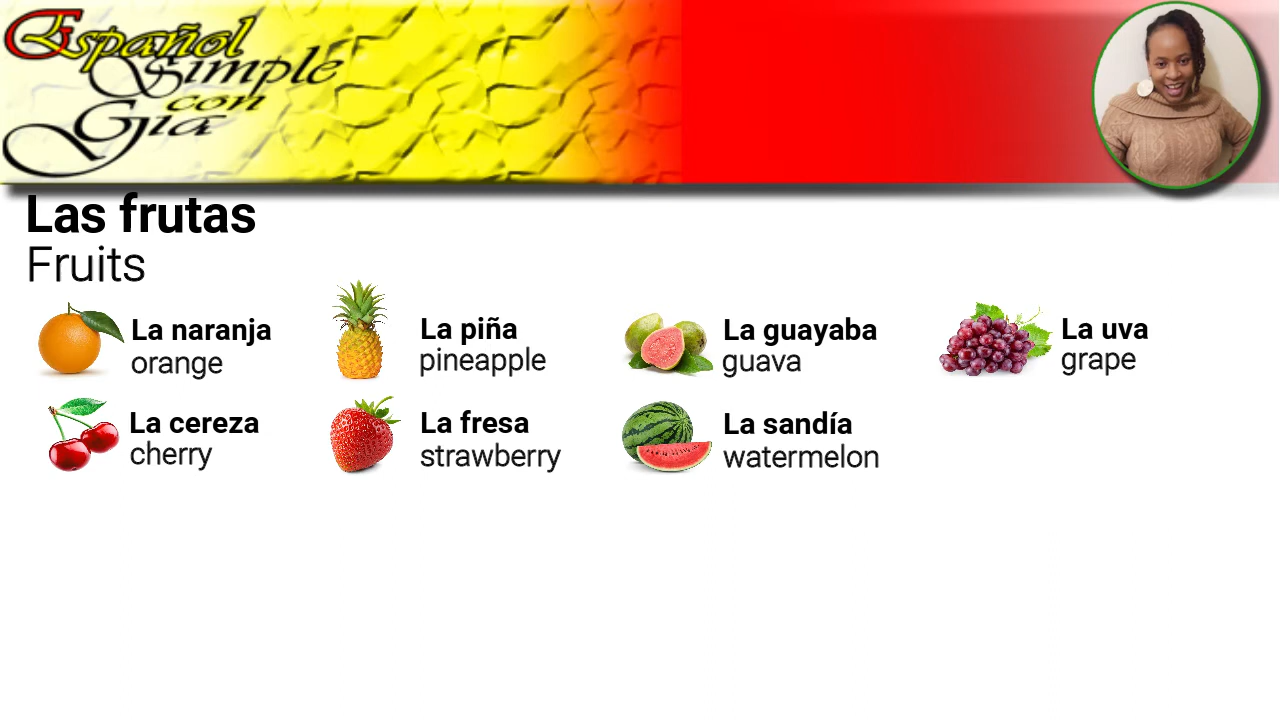 Español
Simple
con
Gia
Las frutas
Fruits
La naranja
orange
La piña
pineapple
La guayaba
guava
La uva
grape
La cereza
cherry
La fresa
strawberry
La sandía
watermelon